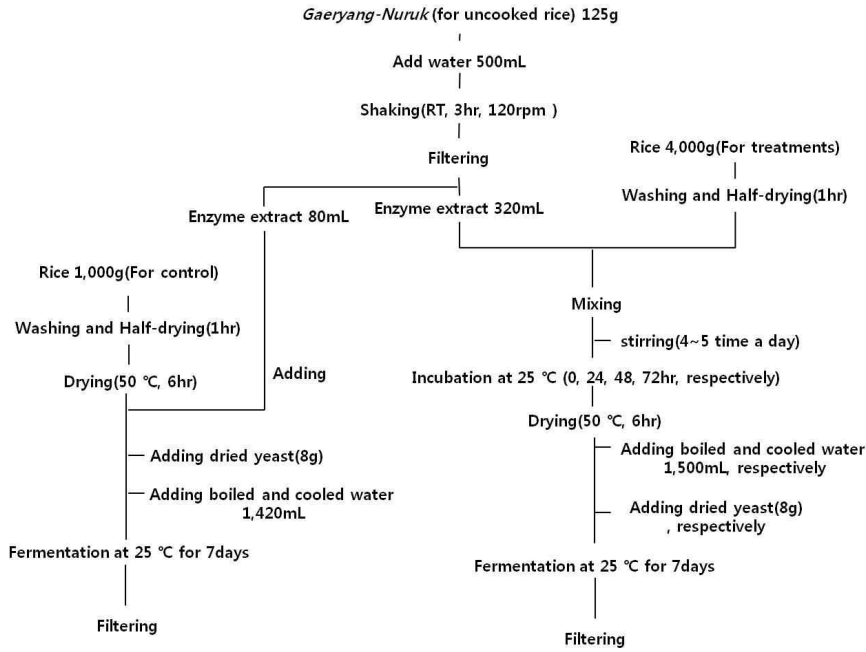 Gaeryang-Nuruk (for uncooked rice) 125g
Add water 500mL
Shaking(RT, 3hr, 120rpm )
Filtering
Rice 4,000g(For treatments)
Washing and Half-drying(1hr)
Enzyme extract 80mL
Enzyme extract 320mL
Rice 1,000g(For control)
Washing and Half-drying(1hr)
Drying(50 ℃, 6hr)
Adding
Adding dried yeast(8g)
Adding boiled and cooled water
1,420mL
Fermentation at 25 ℃ for 7days
Filtering
Mixing
stirring(4~5 time a day)
Incubation at 25 ℃ (0, 24, 48, 72hr, respectively)
Drying(50 ℃, 6hr)
Adding boiled and cooled water
1,500mL, respectively
Adding dried yeast(8g)
, respectively
Fermentation at 25 ℃ for 7days
Filtering